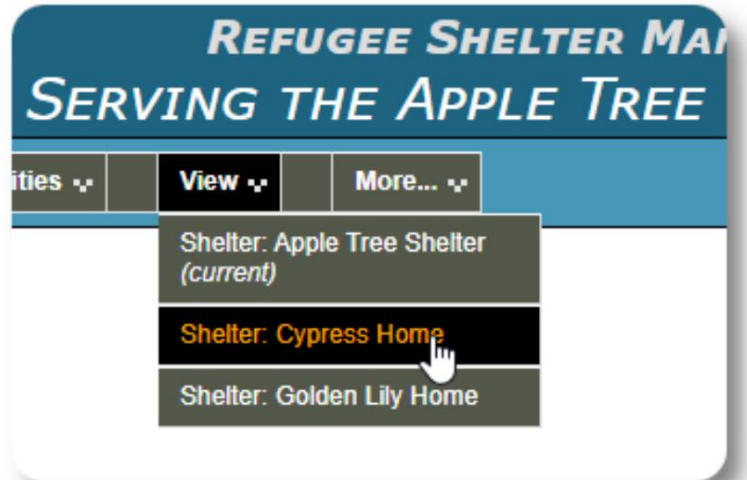 REFUGEE SHELTER MA
SERVING THE APPLE TREE
ities View More...
Shelter: Apple Tree Shelter
(current)
Shelter: Cypress Home
Shelter: Golden Lily Home